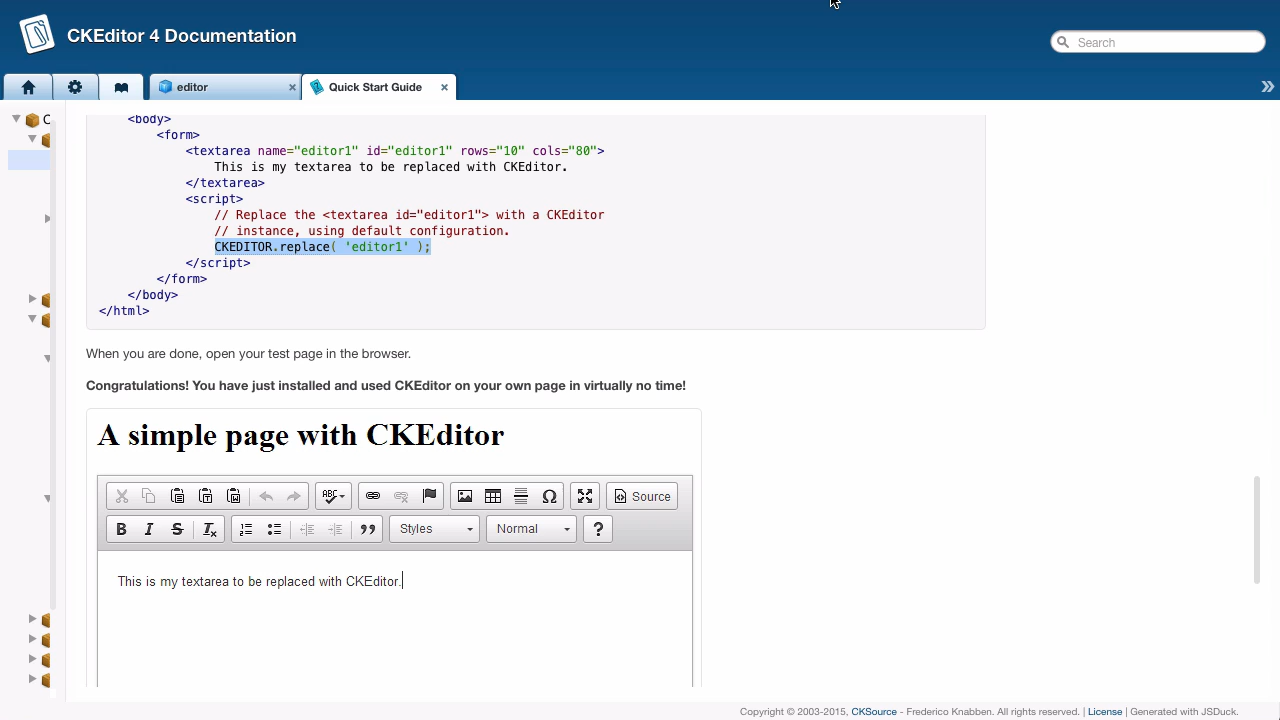 CKEditor 4 Documentation
Search
editor
Quick Start Guide
C
<body>
<form>
<textarea name="editor1" id="editor1" rows="10" cols="80">
This is my textarea to be replaced with CKEditor.
</textarea>
<script>
// Replace the <textarea id="editor1"> with a CKEditor
// instance, using default configuration.
CKEDITOR.replace( 'editor1' );
</script>
</form>
</body>
</html>
When you are done, open your test page in the browser.
Congratulations! You have just installed and used CKEditor on your own page in virtually no time!
A simple page with CKEditor
ABC
Source
B I S Tx
Styles
Normal
?
This is my textarea to be replaced with CKEditor.
Copyright © 2003-2015, CKSource - Frederico Knabben. All rights reserved. | License | Generated with JSDuck.